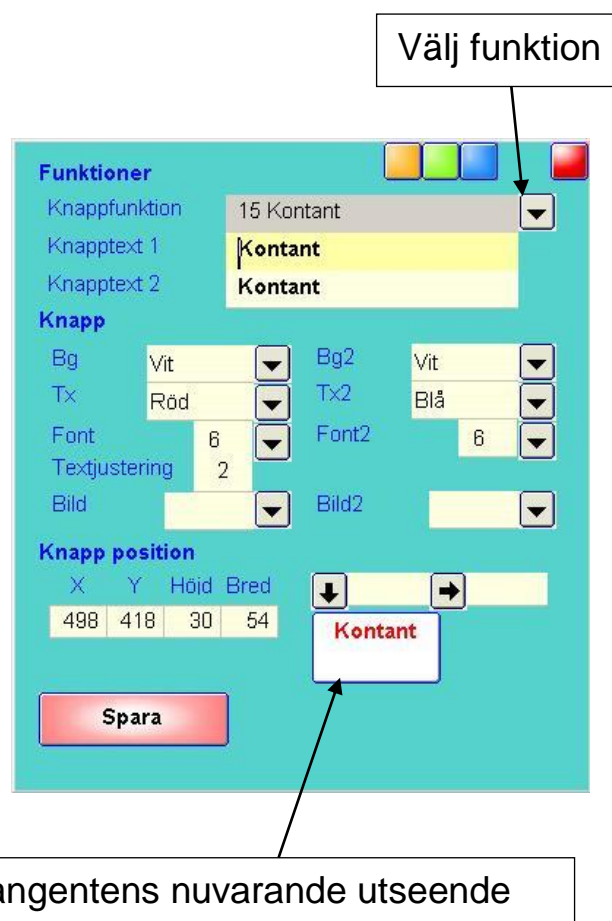 Välj funktion
Funktioner
Knappfunktion 15 Kontant
Knapptext 1 Kontant
Knapptext 2 Kontant
Knapp
Bg Vit Bg2 Vit
Tx Röd Tx2 Blå
Font 6 Font2 6
Textjustering 2
Bild Bild2
Knapp position
X Y Höjd Bred
498 418 30 54
Kontant
Spara
angentens nuvarande utseende